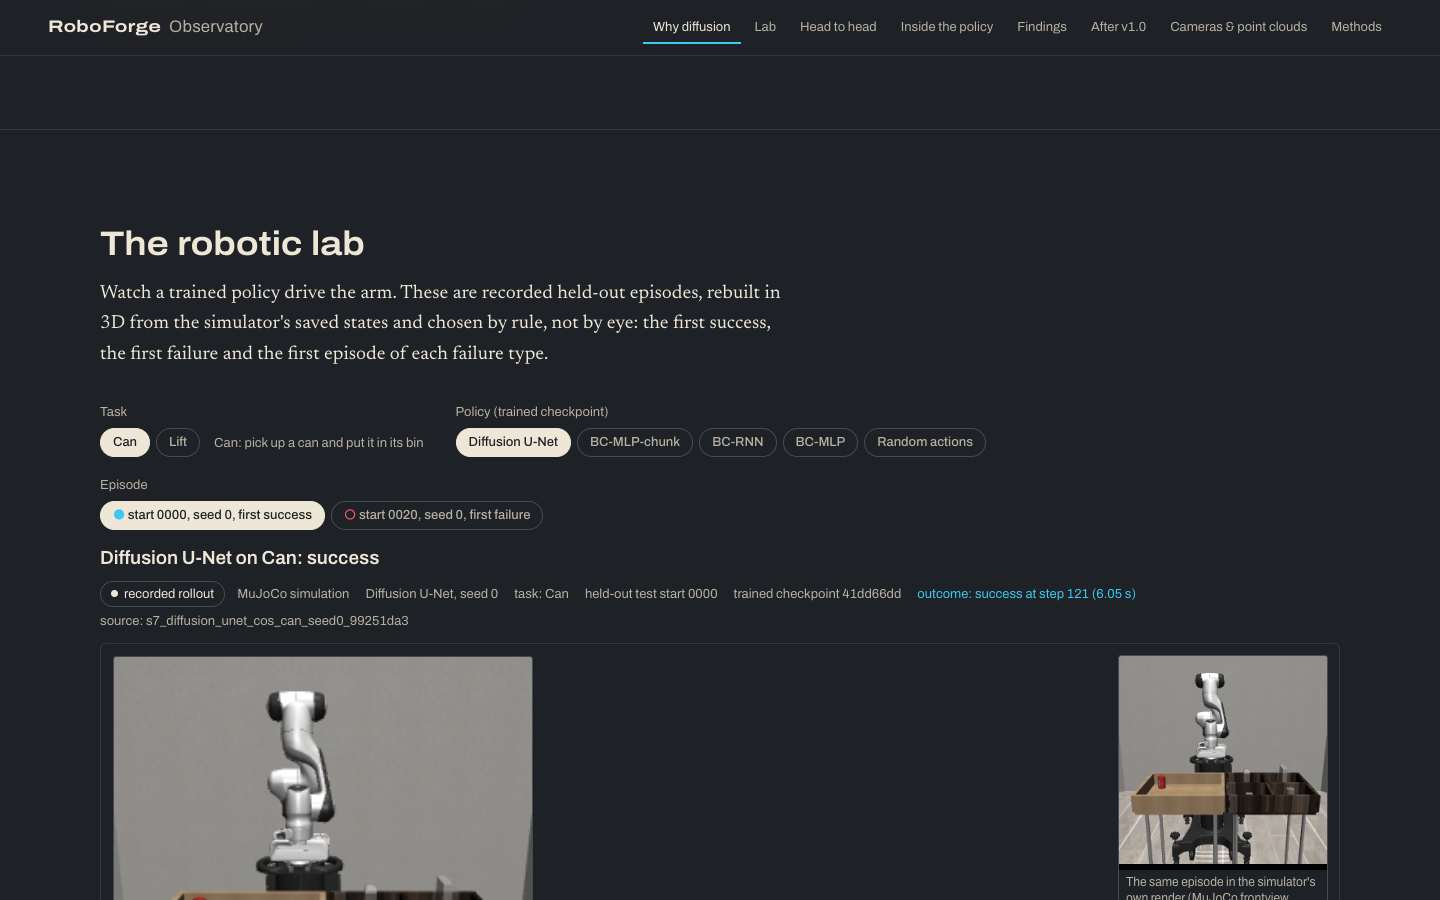 RoboForge Observatory
Why diffusion Lab Head to head Inside the policy Findings After v1.0 Cameras & point clouds Methods
The robotic lab
Watch a trained policy drive the arm. These are recorded held-out episodes, rebuilt in
3D from the simulator's saved states and chosen by rule, not by eye: the first success,
the first failure and the first episode of each failure type.
Task
Can Lift Can: pick up a can and put it in its bin
Policy (trained checkpoint)
Diffusion U-Net BC-MLP-chunk BC-RNN BC-MLP Random actions
Episode
start 0000, seed 0, first success start 0020, seed 0, first failure
Diffusion U-Net on Can: success
recorded rollout MuJoCo simulation Diffusion U-Net, seed 0 task: Can held-out test start 0000 trained checkpoint 41dd66dd outcome: success at step 121 (6.05 s)
source: s7_diffusion_unet_cos_can_seed0_99251da3
The same episode in the simulator's
own render (MuJoCo frontview